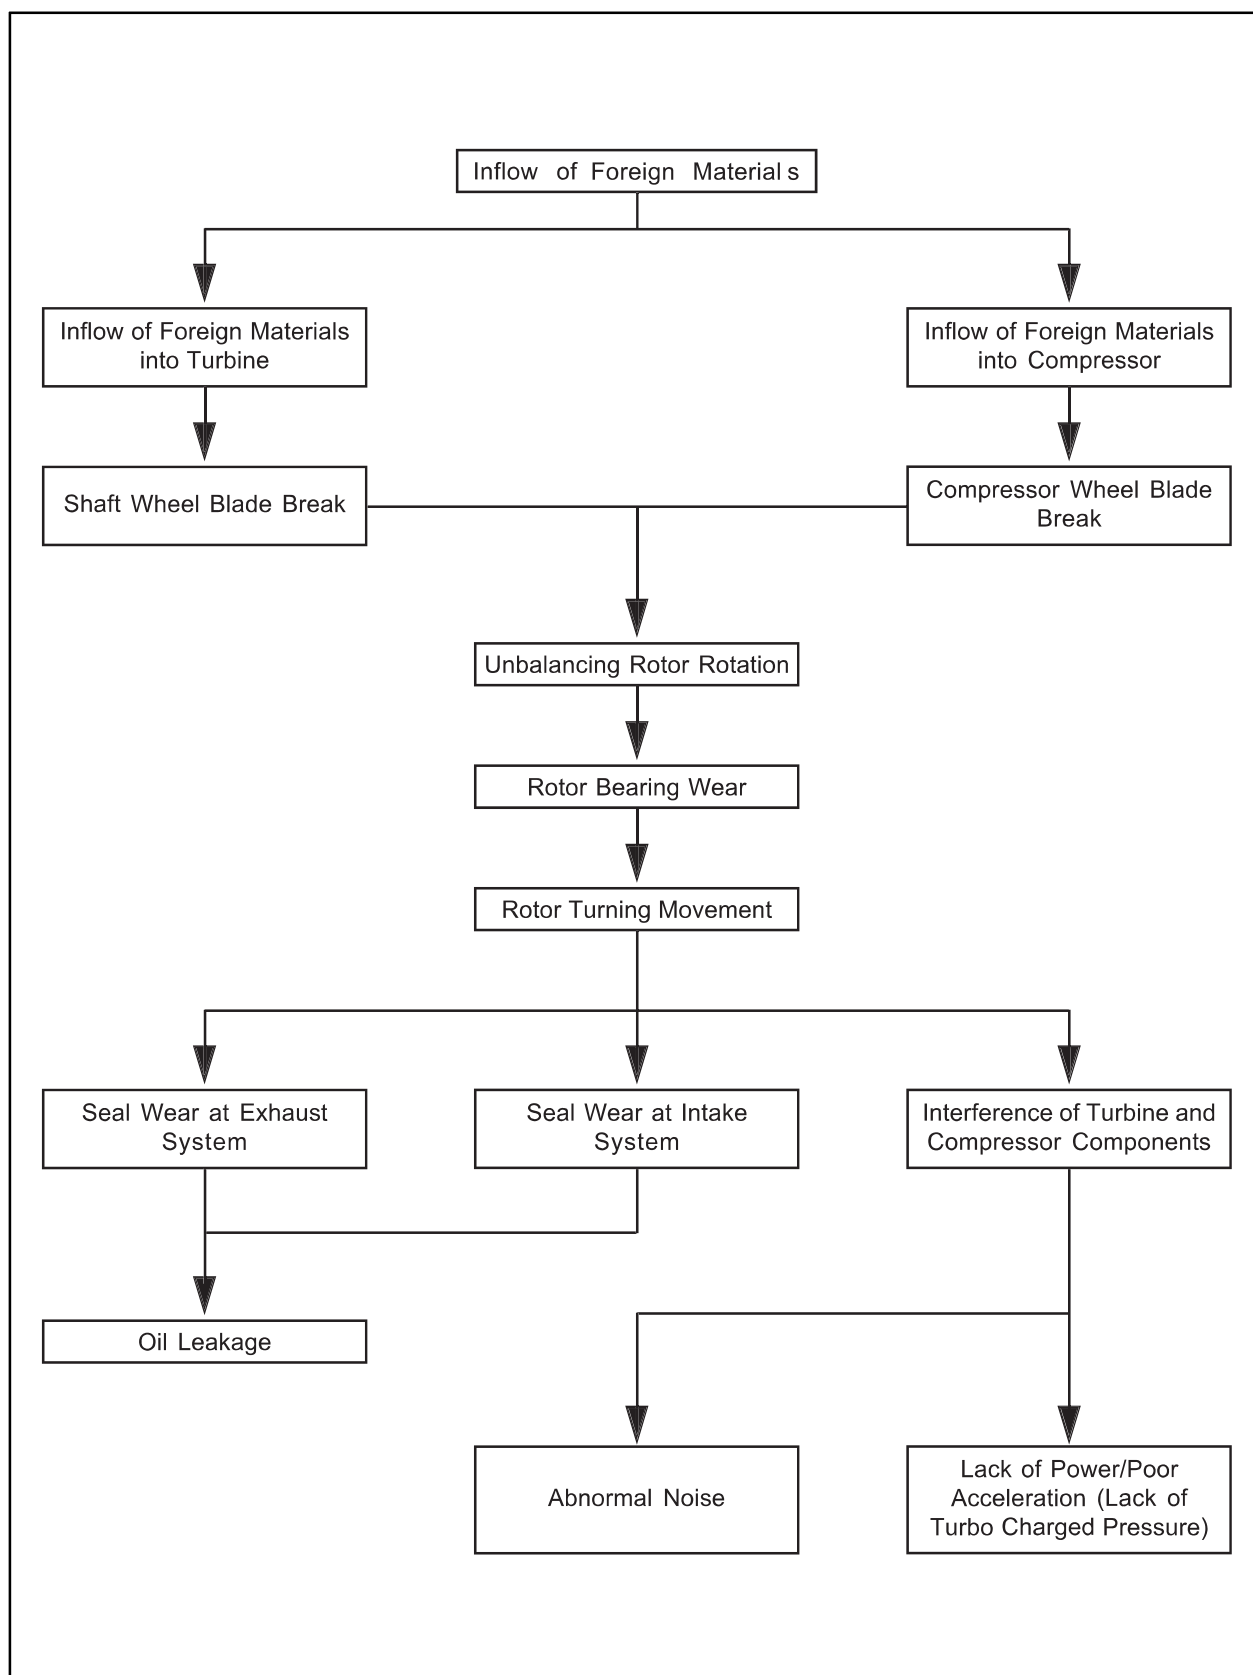 Inflow of Foreign Materials
Inflow of Foreign Materials
into Turbine
Inflow of Foreign Materials
into Compressor
Shaft Wheel Blade Break
Compressor Wheel Blade
Break
Unbalancing Rotor Rotation
Rotor Bearing Wear
Rotor Turning Movement
Seal Wear at Exhaust
System
Seal Wear at Intake
System
Interference of Turbine and
Compressor Components
Oil Leakage
Abnormal Noise
Lack of Power/Poor
Acceleration (Lack of
Turbo Charged Pressure)